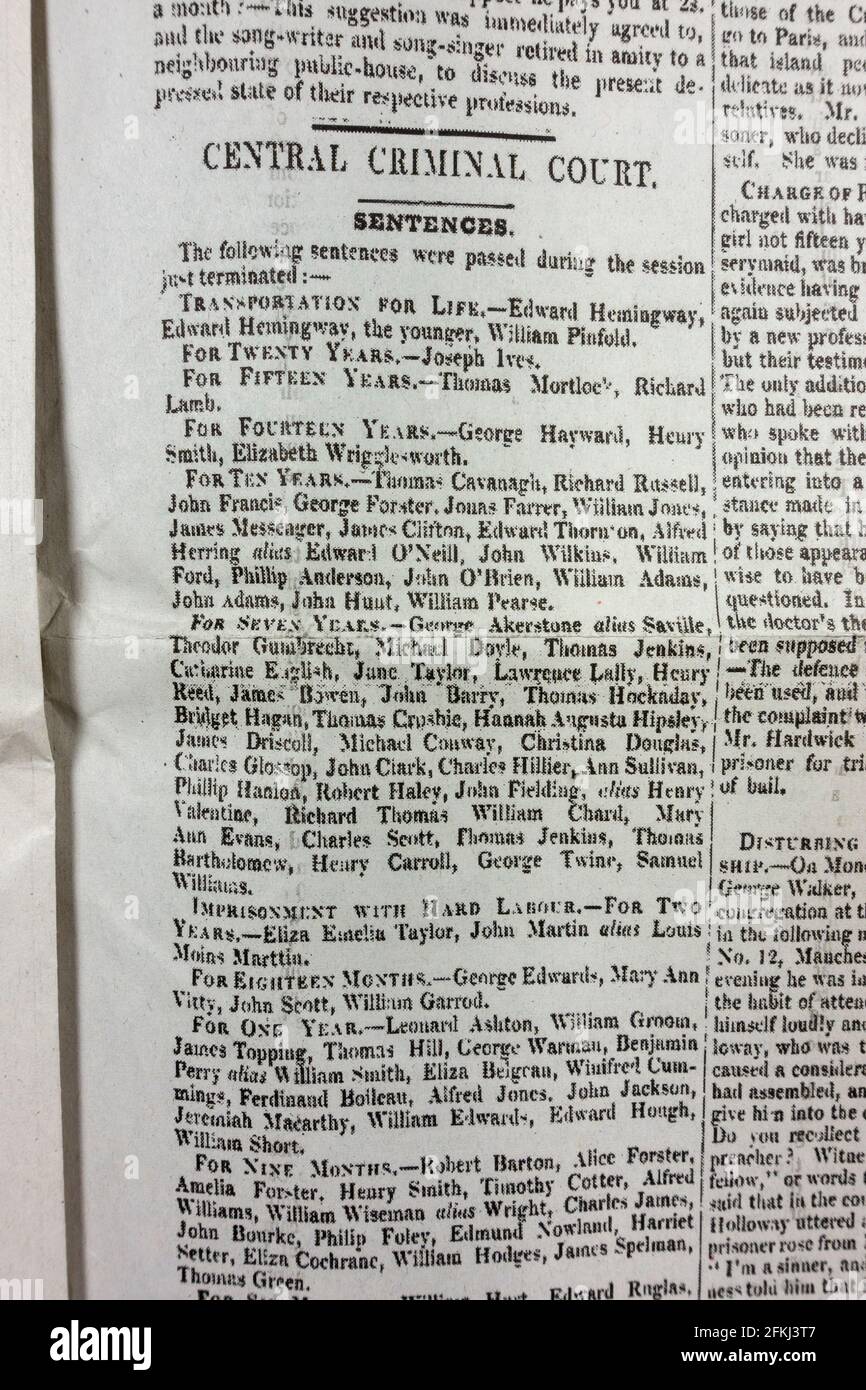 a month?—This suggestion was immediately agreed to,
and the song-writer and song-singer retired in amity to a
neighbouring public-house, to discuss the present de-
pressed state of their respective professions.
CENTRAL CRIMINAL COURT.
SENTENCES.
The following sentences were passed during the session
just terminated :—
TRANSPORTATION FOR LIFE.—Edward Hemingway,
Edward Hemingway, the younger, William Pinfold.
FOR TWENTY YEARS.—Joseph Ives.
FOR FIFTEEN YEARS.—Thomas Mortlock, Richard
Lamb.
FOR FOURTEEN YEARS.—George Hayward, Henry
Smith, Elizabeth Wrigglesworth.
FOR TEN YEARS.—Thomas Cavanagh, Richard Russell,
John Francis, George Forster, Jonas Farrer, William Jones,
James Messenger, James Clifton, Edward Thornton, Alfred
Herring alias Edward O'Neill, John Wilkins, William
Ford, Phillip Anderson, John O'Brien, William Adams,
John Adams, John Hunt, William Pearse.
FOR SEVEN YEARS.—George Akerstone alias Saville,
Theodor Gumbrecht, Michael Doyle, Thomas Jenkins,
Catharine English, Jane Taylor, Lawrence Lally, Henry
Reed, James Bowen, John Barry, Thomas Hockaday,
Bridget Hagan, Thomas Crosbie, Hannah Augusta Hipsley,
James Driscoll, Michael Conway, Christina Douglas,
Charles Glossop, John Clark, Charles Hillier, Ann Sullivan,
Phillip Hanlon, Robert Haley, John Fielding, alias Henry
Valentine, Richard Thomas William Chard, Mary
Ann Evans, Charles Scott, Thomas Jenkins, Thomas
Bartholomew, Henry Carroll, George Twine, Samuel
Williams.
IMPRISONMENT WITH HARD LABOUR.—FOR TWO
YEARS.—Eliza Emelia Taylor, John Martin alias Louis
Moins Marttin.
FOR EIGHTEEN MONTHS.—George Edwards, Mary Ann
Vitty, John Scott, William Garrod.
FOR ONE YEAR.—Leonard Ashton, William Groom,
James Topping, Thomas Hill, George Warman, Benjamin
Perry alias William Smith, Eliza Belgrau, Winifred Cum-
mings, Ferdinand Boileau, Alfred Jones, John Jackson,
Jeremiah Macarthy, William Edwards, Edward Hough,
William Short.
FOR NINE MONTHS.—Robert Barton, Alice Forster,
Amelia Forster, Henry Smith, Timothy Cotter, Alfred
Williams, William Wiseman alias Wright, Charles James,
John Bourke, Philip Foley, Edmund Nowland, Harriet
Setter, Eliza Cochrane, William Hodges, James Spelman,
Thomas Green.
William Hurt, Edward Ruglas,
those of the
go to Paris, and
that island
delicate as it now
relatives. Mr.
soner, who
self. She was
CHARGE OF
charged with
girl not fifteen
serymaid, was
evidence having
again subjected
by a new
but their
The only
who had been
who spoke with
opinion that the
entering into a
stance made in
by saying that
of those
wise to have
questioned. In
the doctor's
been supposed
—The defence
been used, and
the complaint
Mr. Hardwick
prisoner for
of bail.
DISTURBING
SHIP.—On
George Walker,
congregation at
in the following
No. 12,
evening he was
the habit of
himself loudly and
loway, who was
caused a
had assembled,
give him into the
Do you recollect
preacher?
fellow," or words
said that in the
Holloway uttered
prisoner rose from
"I'm a sinner, and
ness told him that
alamy
Image ID: 2FKJ3T7
www.alamy.com